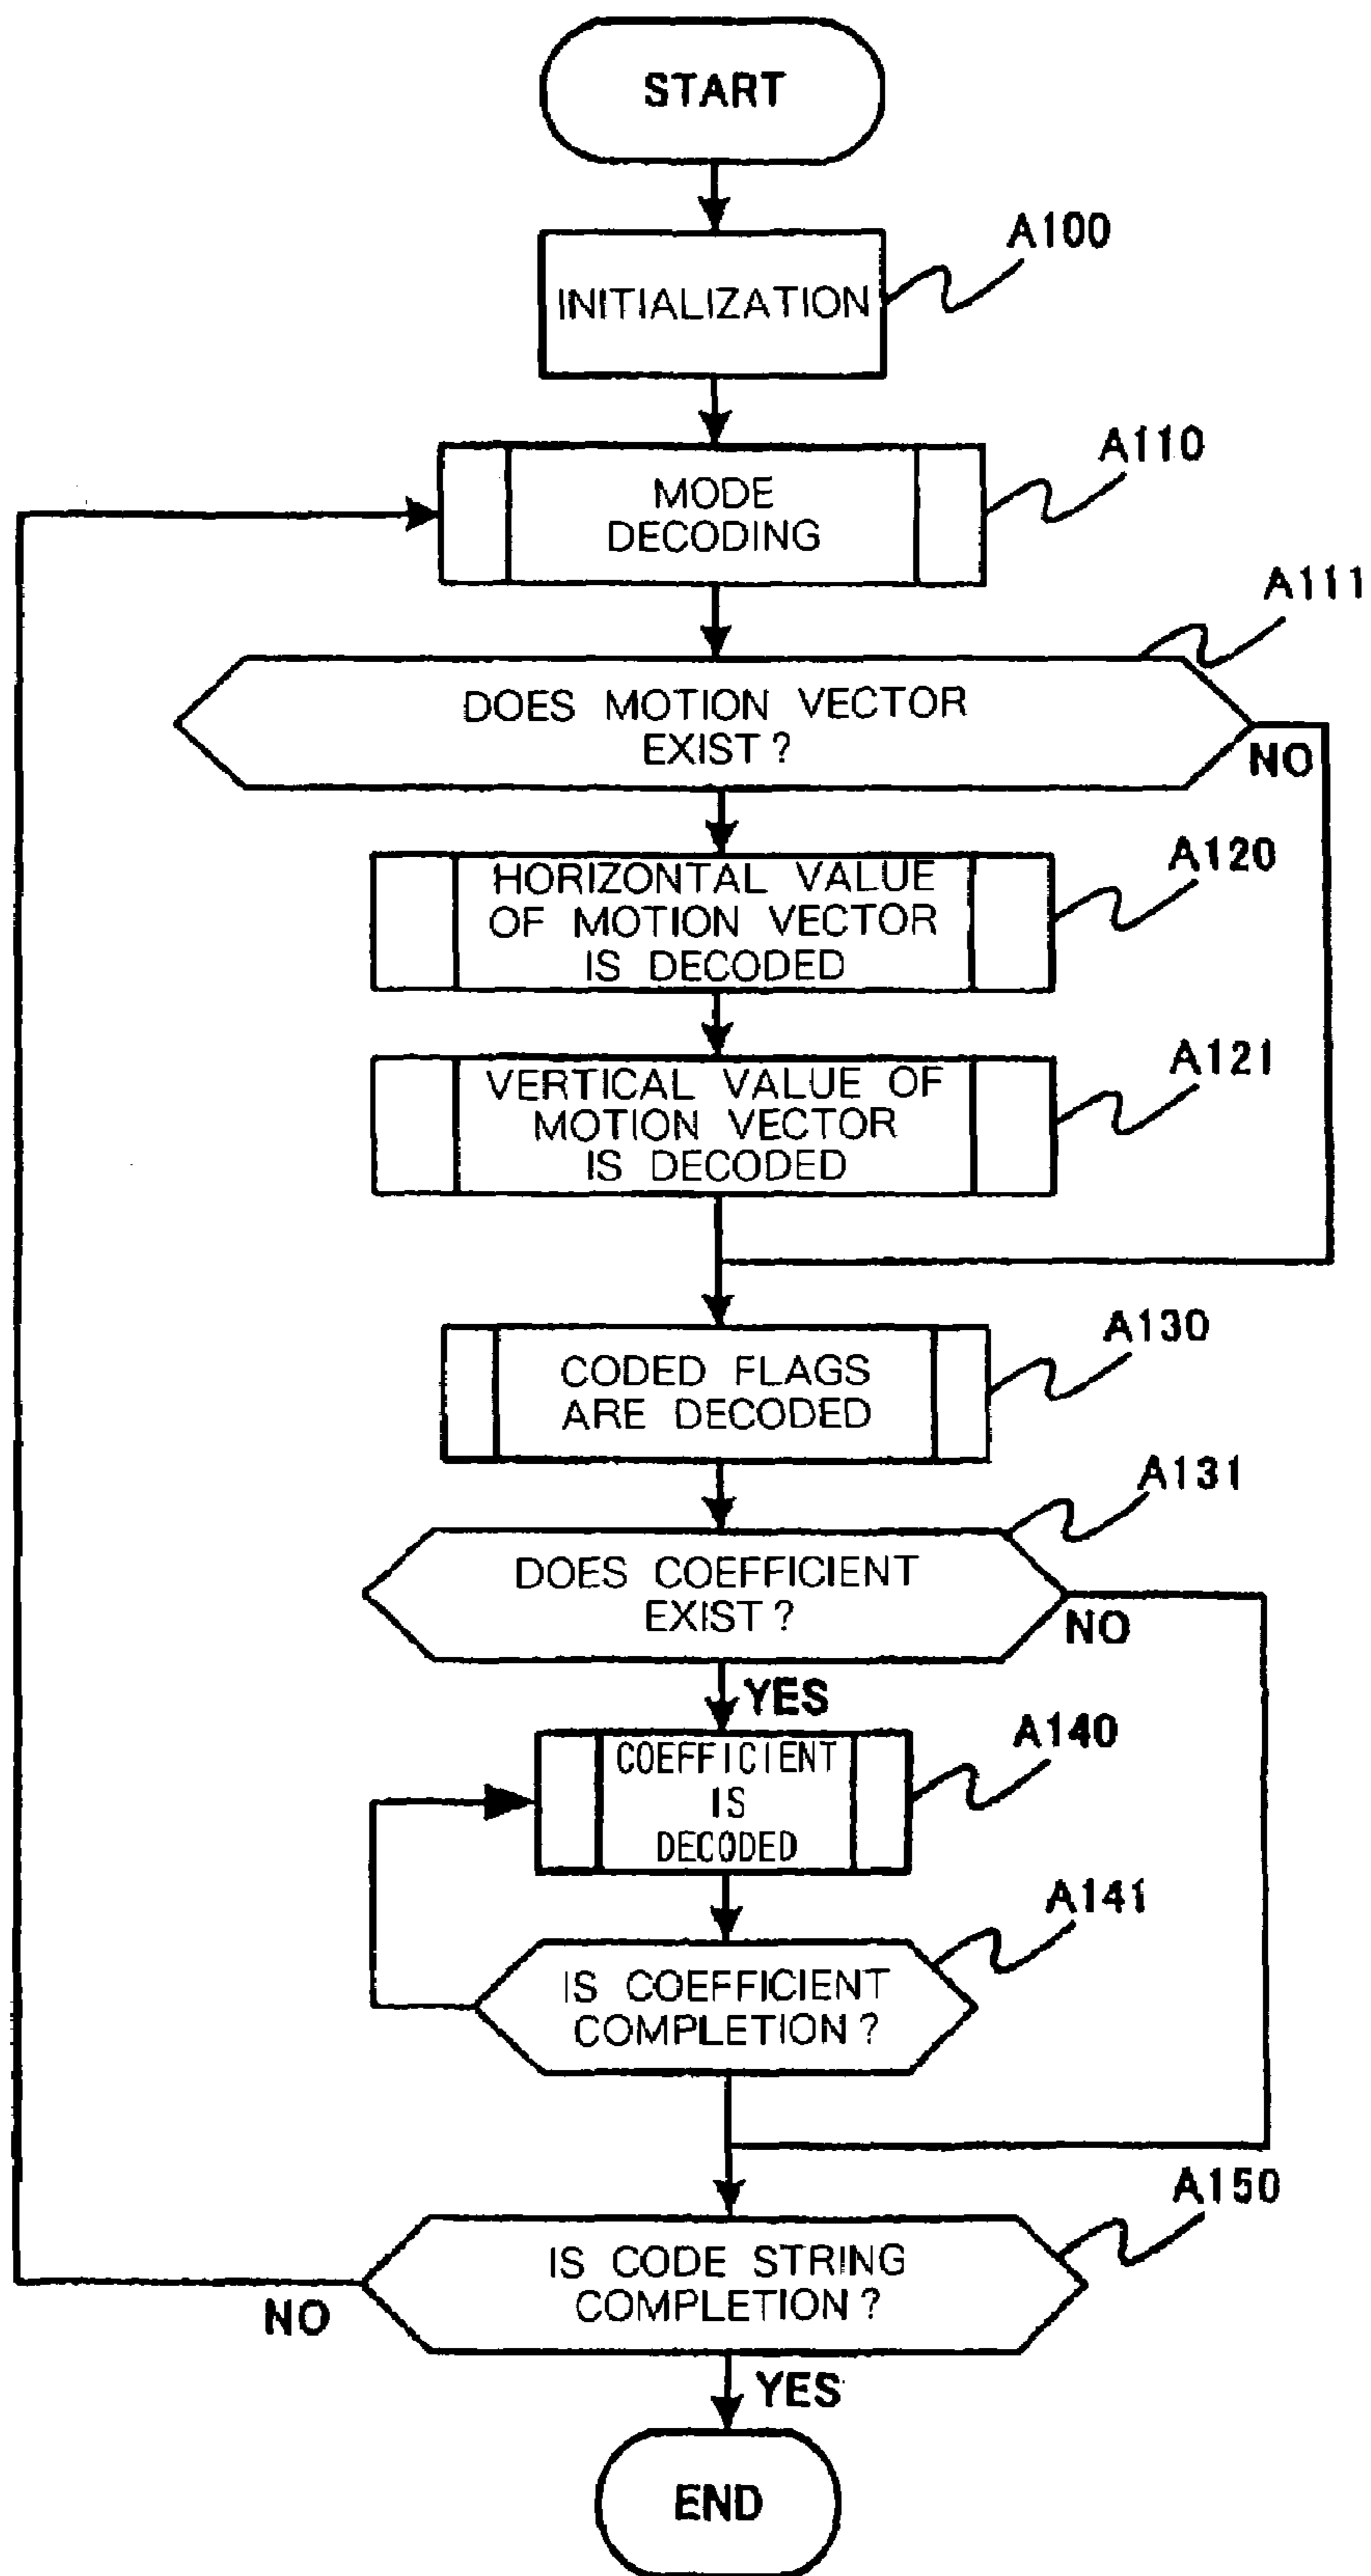 START
A100
INITIALIZATION
A110
MODE
DECODING
A111
DOES MOTION VECTOR
EXIST?
NO
A120
HORIZONTAL VALUE
OF MOTION VECTOR
IS DECODED
A121
VERTICAL VALUE OF
MOTION VECTOR
IS DECODED
A130
CODED FLAGS
ARE DECODED
A131
DOES COEFFICIENT
EXIST?
NO
YES
A140
COEFFICIENT
IS
DECODED
A141
IS COEFFICIENT
COMPLETION?
A150
IS CODE STRING
COMPLETION?
NO
YES
END